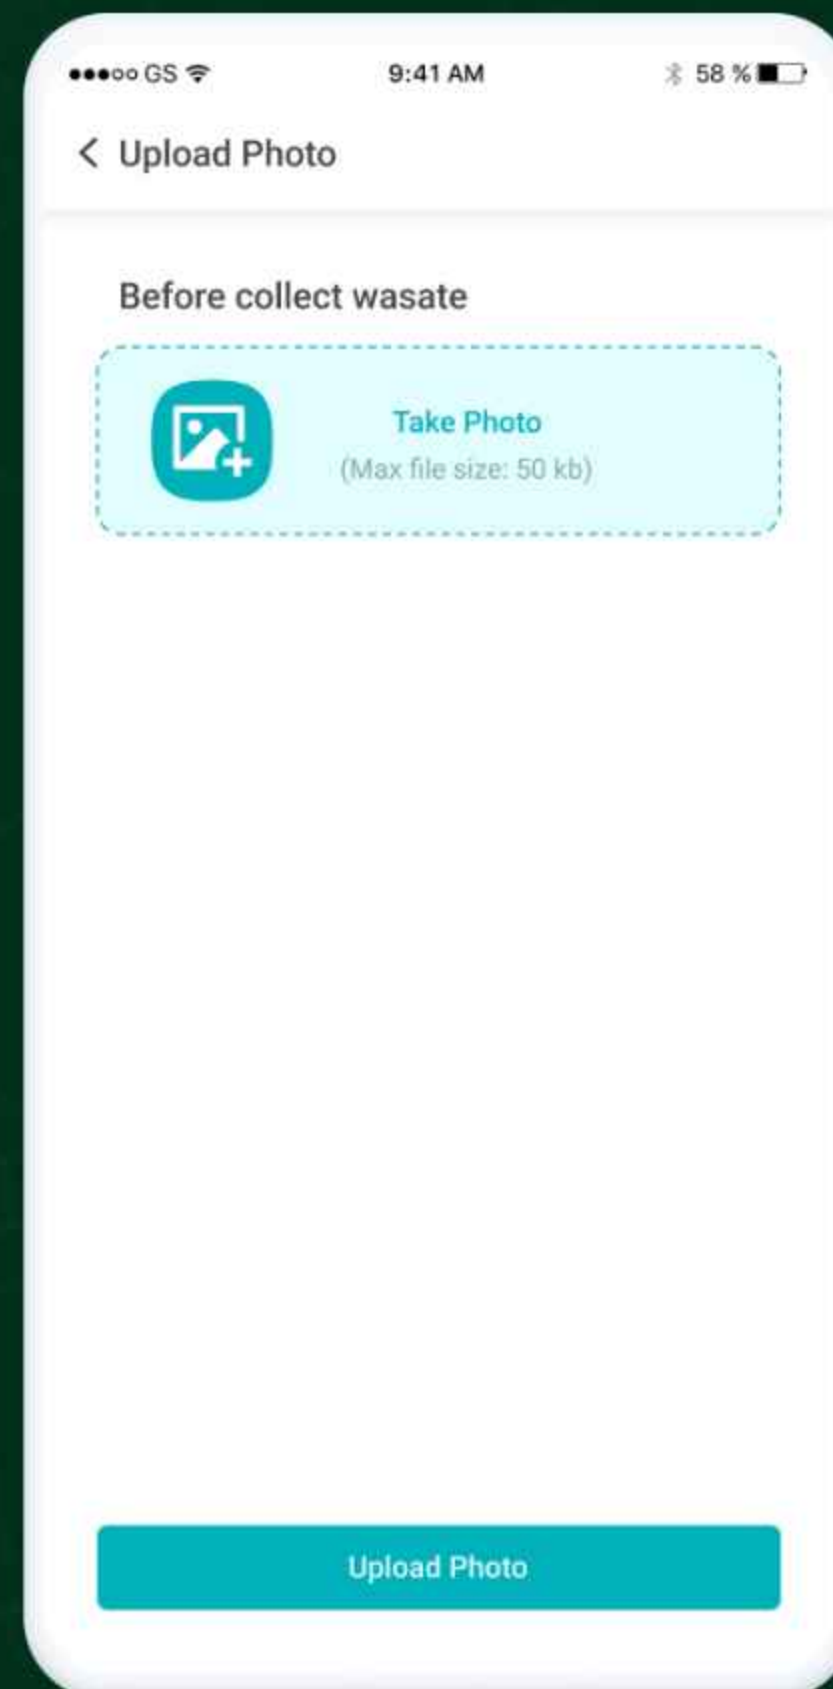 GS 9:41 AM 58 %
Upload Photo
Before collect wasate
Take Photo
(Max file size: 50 kb)
Upload Photo